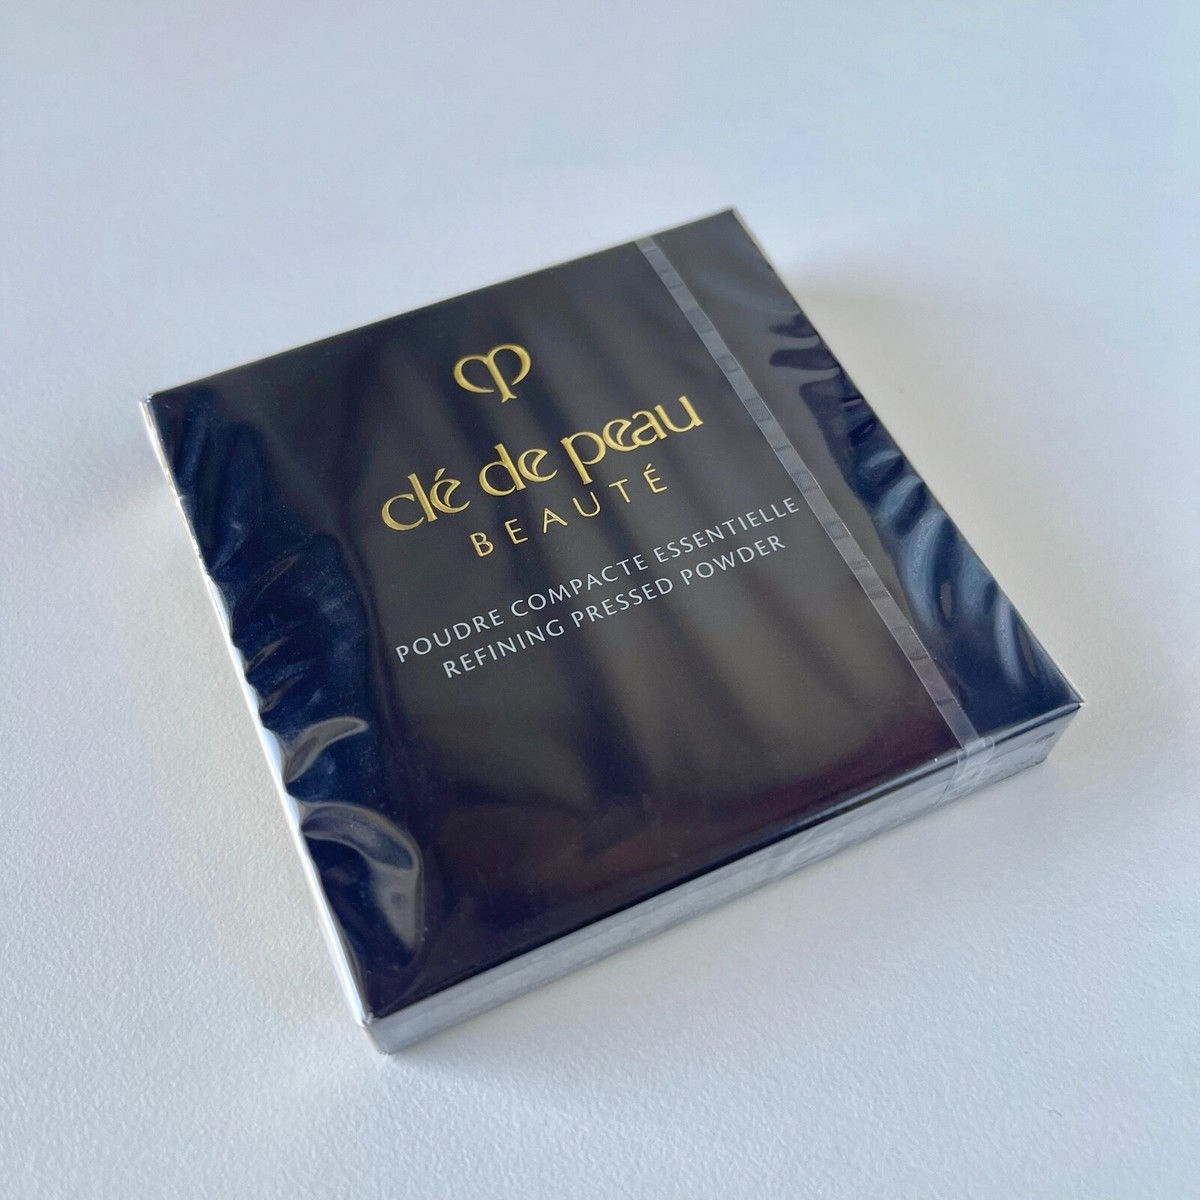 clé de peau
BEAUTÉ
POUDRE COMPACTE ESSENTIELLE
REFINING PRESSED POWDER